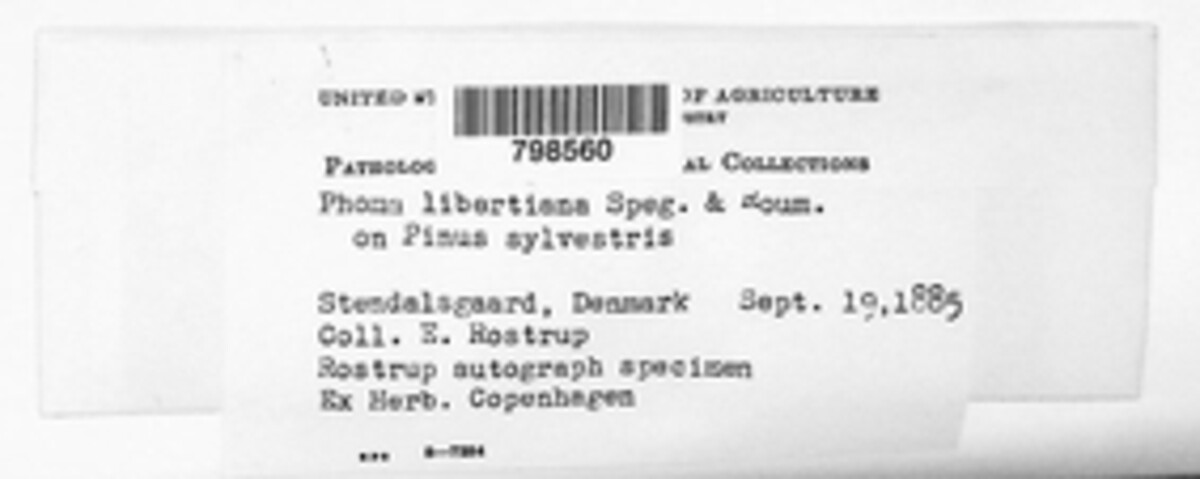 UNITED ST
OF AGRICULTURE
798560
PATHOLOG
AL COLLECTIONS
Phoma libertiana Speg. & Roum.
on Pinus sylvestris
Stendalsgaard, Denmark Sept. 19,1885
Coll. E. Rostrup
Rostrup autograph specimen
Ex Herb. Copenhagen